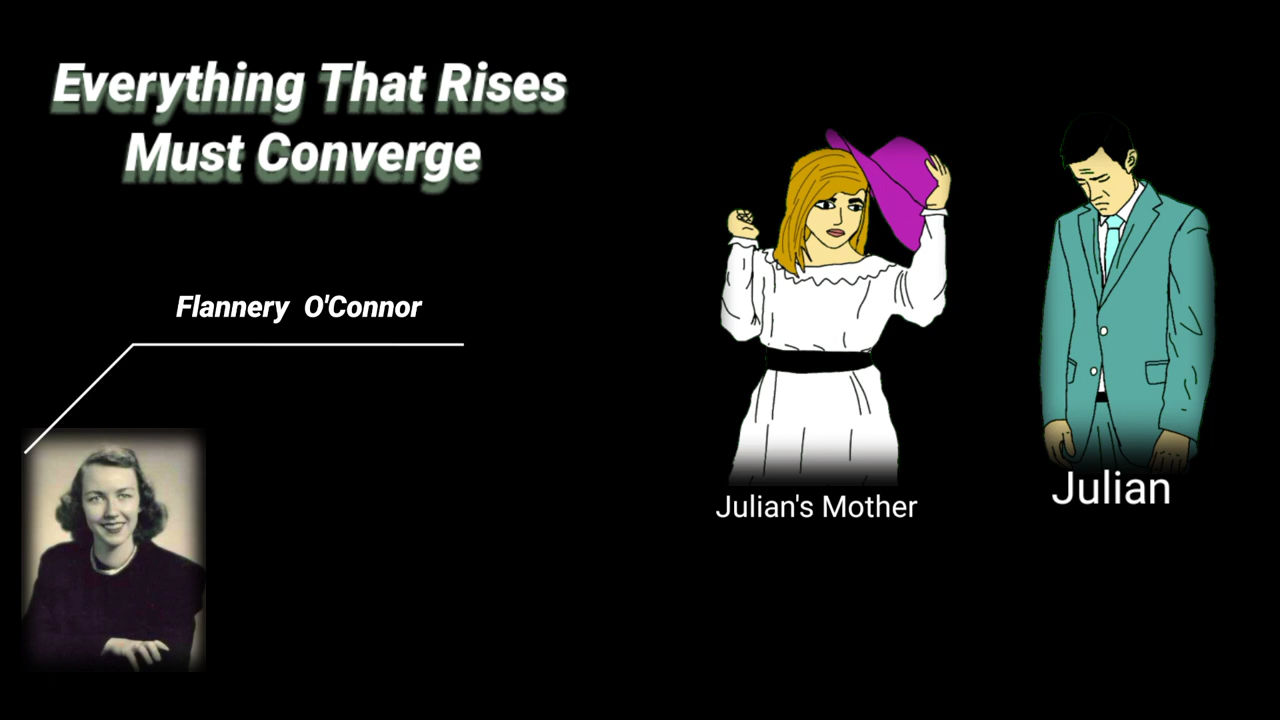 Everything That Rises
Must Converge
Flannery O'Connor
Julian's Mother
Julian